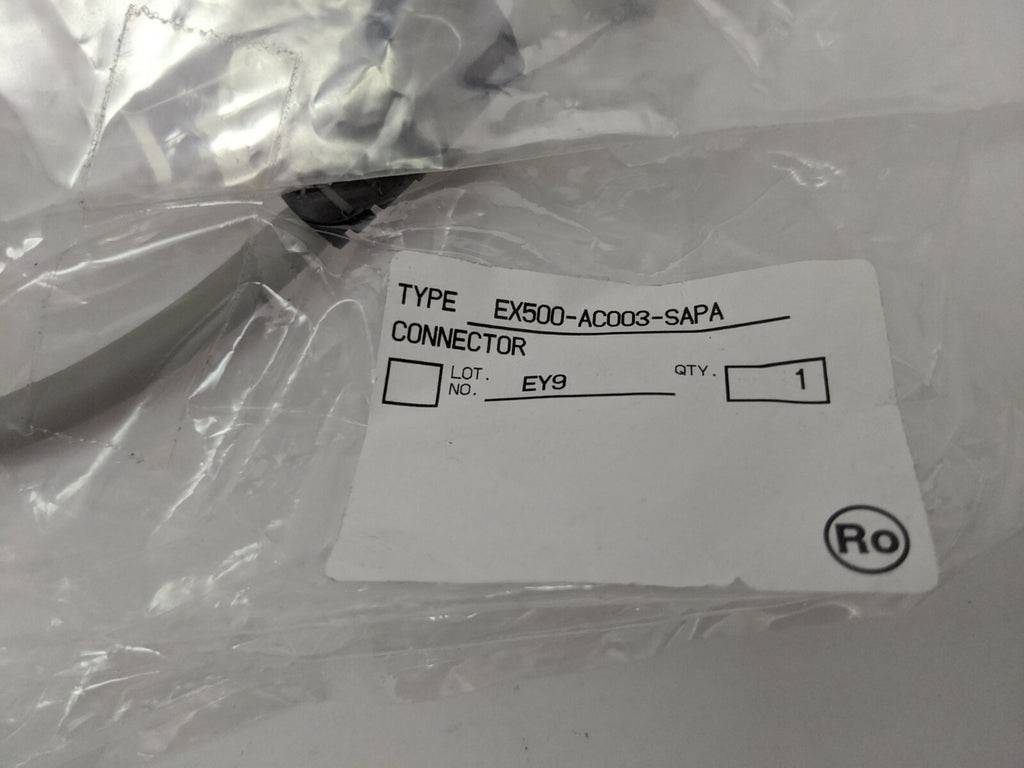 TYPE EX500-AC003-SAPA
CONNECTOR
LOT. NO. EY9 QTY. 1
Ro